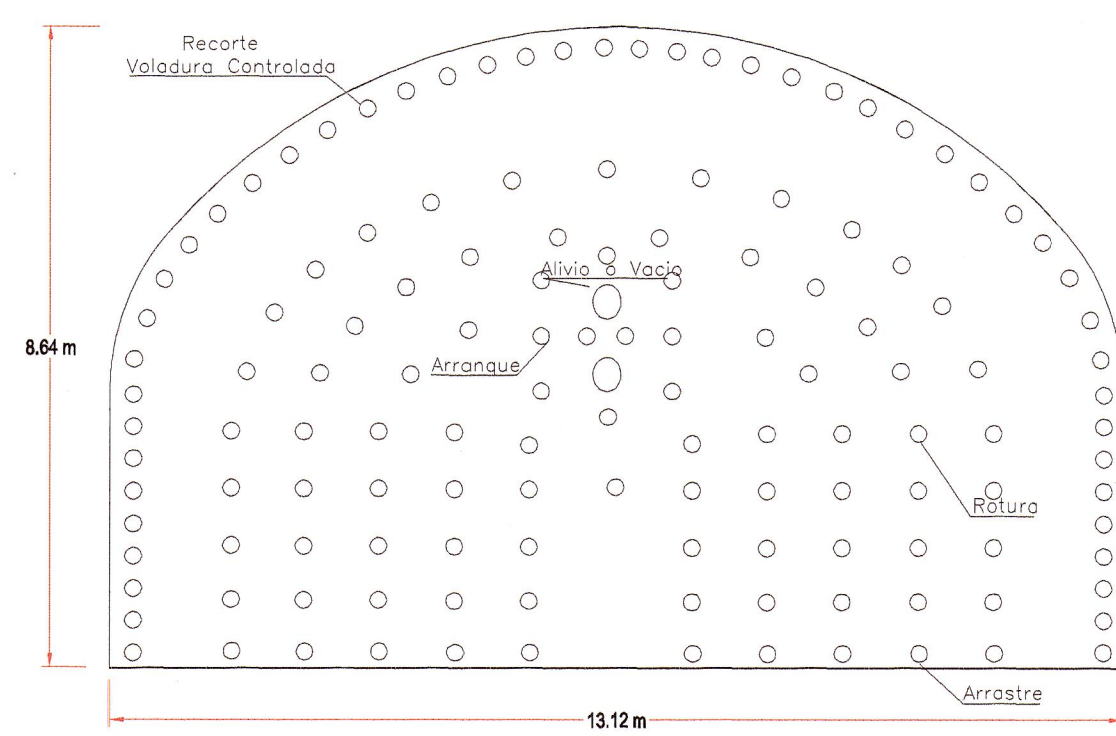 Recorte
Voladura Controlada
Alivio o Vacio
8.64 m
Arranque
Rotura
Arrastre
13.12 m